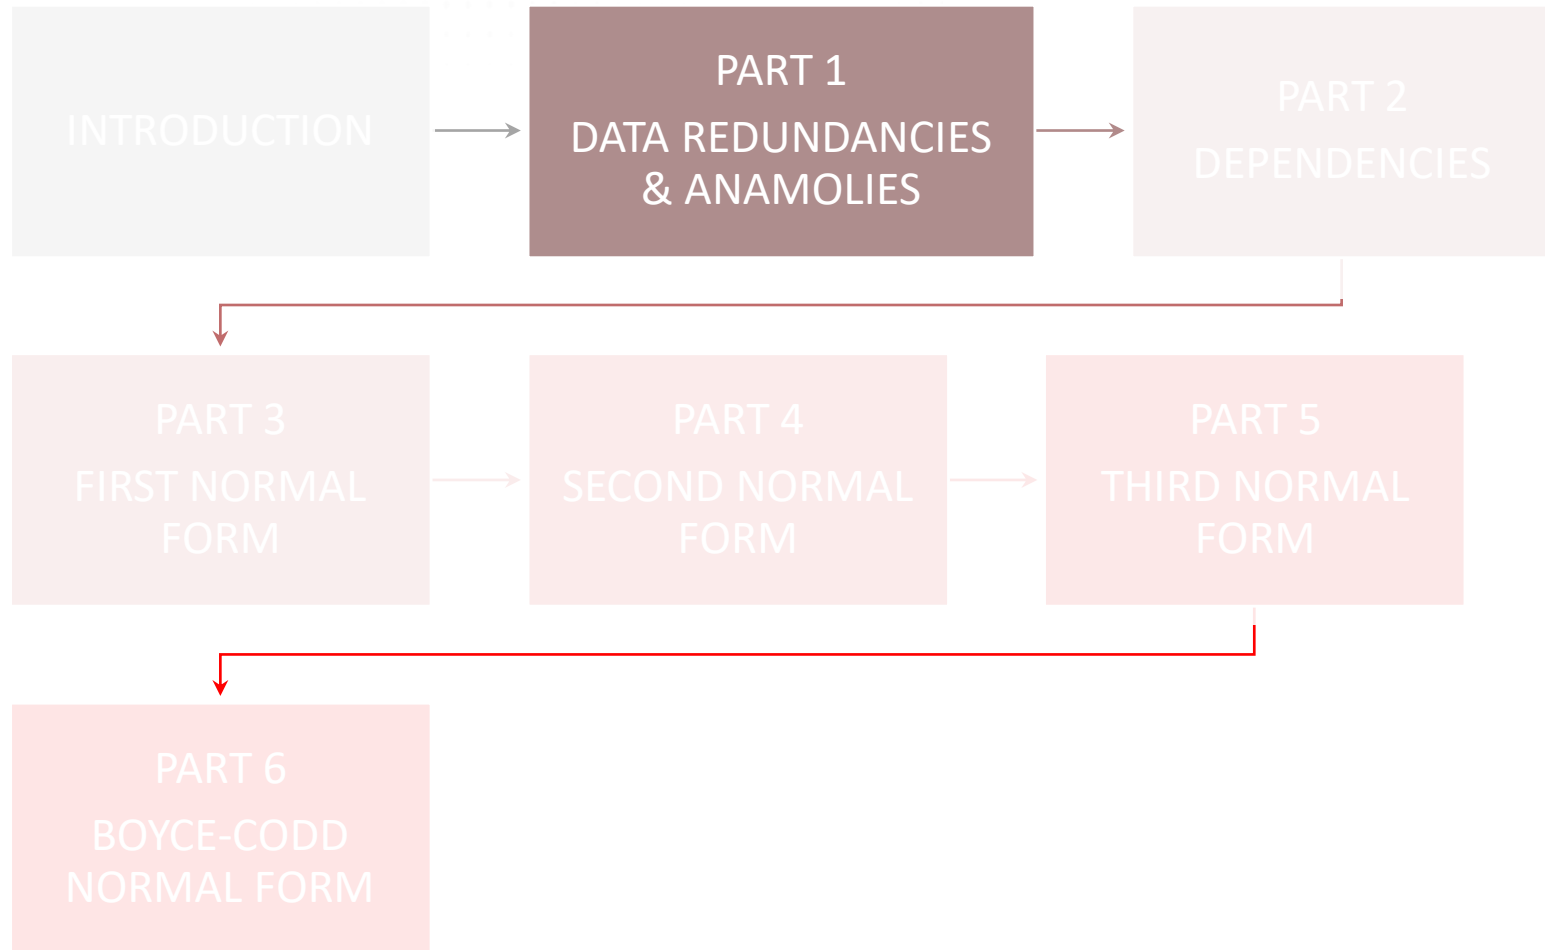 INTRODUCTION
PART 1
DATA REDUNDANCIES
& ANAMOLIES
PART 2
DEPENDENCIES
PART 3
FIRST NORMAL
FORM
PART 4
SECOND NORMAL
FORM
PART 5
THIRD NORMAL
FORM
PART 6
BOYCE-CODD
NORMAL FORM